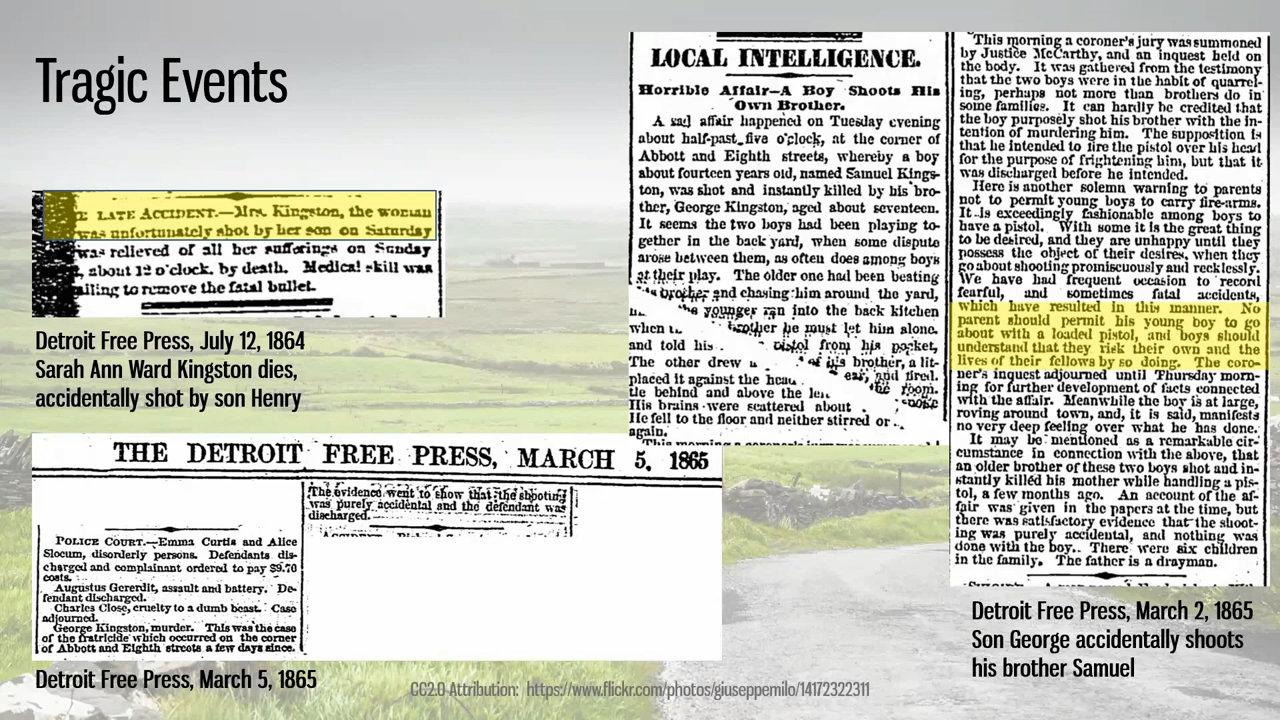 Tragic Events
E LATE ACCIDENT.—Mrs. Kingston, the woman
was unfortunately shot by her son on Saturday
was relieved of all her sufferings on Sunday
, about 12 o'clock, by death. Medical skill was
ailing to remove the fatal bullet.
Detroit Free Press, July 12, 1864
Sarah Ann Ward Kingston dies,
accidentally shot by son Henry
THE DETROIT FREE PRESS, MARCH 5, 1865
POLICE COURT.—Emma Curtis and Alice
Slocum, disorderly persons. Defendants dis-
charged and complainant ordered to pay $9.70
costs.
Augustus Gererdit, assault and battery. De-
fendant discharged.
Charles Close, cruelty to a dumb beast. Case
adjourned.
George Kingston, murder. This was the case
of the fratricide which occurred on the corner
of Abbott and Eighth streets a few days since.
The evidence went to show that the shooting
was purely accidental and the defendant was
discharged.
Detroit Free Press, March 5, 1865
LOCAL INTELLIGENCE.
Horrible Affair—A Boy Shoots His
Own Brother.
A sad affair happened on Tuesday evening
about half-past five o'clock, at the corner of
Abbott and Eighth streets, whereby a boy
about fourteen years old, named Samuel Kings-
ton, was shot and instantly killed by his bro-
ther, George Kingston, aged about seventeen.
It seems the two boys had been playing to-
gether in the back yard, when some dispute
arose between them, as often does among boys
at their play. The older one had been beating
his brother and chasing him around the yard,
the younger ran into the back kitchen
when brother he must let him alone.
and told his pistol from his pocket,
The other drew of his brother, a lit-
placed it against the head ear, and fired.
tle behind and above the left the room.
His brains were scattered about
He fell to the floor and neither stirred or
again.
This morning a coroner's jury was summoned
by Justice McCarthy, and an inquest held on
the body. It was gathered from the testimony
that the two boys were in the habit of quarrel-
ing, perhaps not more than brothers do in
some families. It can hardly be credited that
the boy purposely shot his brother with the in-
tention of murdering him. The supposition is
that he intended to fire the pistol over his head
for the purpose of frightening him, but that it
was discharged before he intended.
Here is another solemn warning to parents
not to permit young boys to carry fire-arms.
It is exceedingly fashionable among boys to
have a pistol. With some it is the great thing
to be desired, and they are unhappy until they
possess the object of their desires, when they
go about shooting promiscuously and recklessly.
We have had frequent occasion to record
fearful, and sometimes fatal accidents,
which have resulted in this manner. No
parent should permit his young boy to go
about with a loaded pistol, and boys should
understand that they risk their own and the
lives of their fellows by so doing. The coro-
ner's inquest adjourned until Thursday morn-
ing for further development of facts connected
with the affair. Meanwhile the boy is at large,
roving around town, and, it is said, manifests
no very deep feeling over what he has done.
It may be mentioned as a remarkable cir-
cumstance in connection with the above, that
an older brother of these two boys shot and in-
stantly killed his mother while handling a pis-
tol, a few months ago. An account of the af-
fair was given in the papers at the time, but
there was satisfactory evidence that the shoot-
ing was purely accidental, and nothing was
done with the boy. There were six children
in the family. The father is a drayman.
Detroit Free Press, March 2, 1865
Son George accidentally shoots
his brother Samuel
CC2.0 Attribution: https://www.flickr.com/photos/giuseppemilo/14172322311